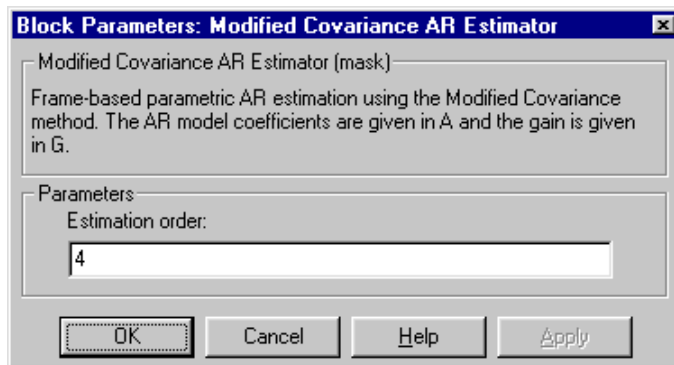 Block Parameters: Modified Covariance AR Estimator
Modified Covariance AR Estimator (mask)
Frame-based parametric AR estimation using the Modified Covariance
method. The AR model coefficients are given in A and the gain is given
in G.
Parameters
Estimation order:
4
OK Cancel Help Apply